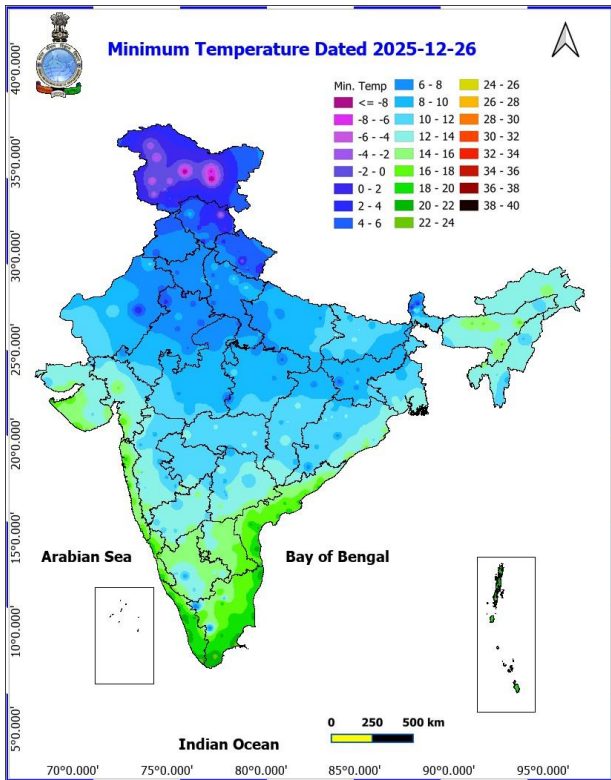 Minimum Temperature Dated 2025-12-26
Min. Temp
<= -8
-8 - -6
-6 - -4
-4 - -2
-2 - 0
0 - 2
2 - 4
4 - 6
6 - 8
8 - 10
10 - 12
12 - 14
14 - 16
16 - 18
18 - 20
20 - 22
22 - 24
24 - 26
26 - 28
28 - 30
30 - 32
32 - 34
34 - 36
36 - 38
38 - 40
40°0.000'
35°0.000'
30°0.000'
25°0.000'
20°0.000'
15°0.000'
10°0.000'
5°0.000'
Arabian Sea
Bay of Bengal
0 250 500 km
Indian Ocean
70°0.000' 75°0.000' 80°0.000' 85°0.000' 90°0.000' 95°0.000'